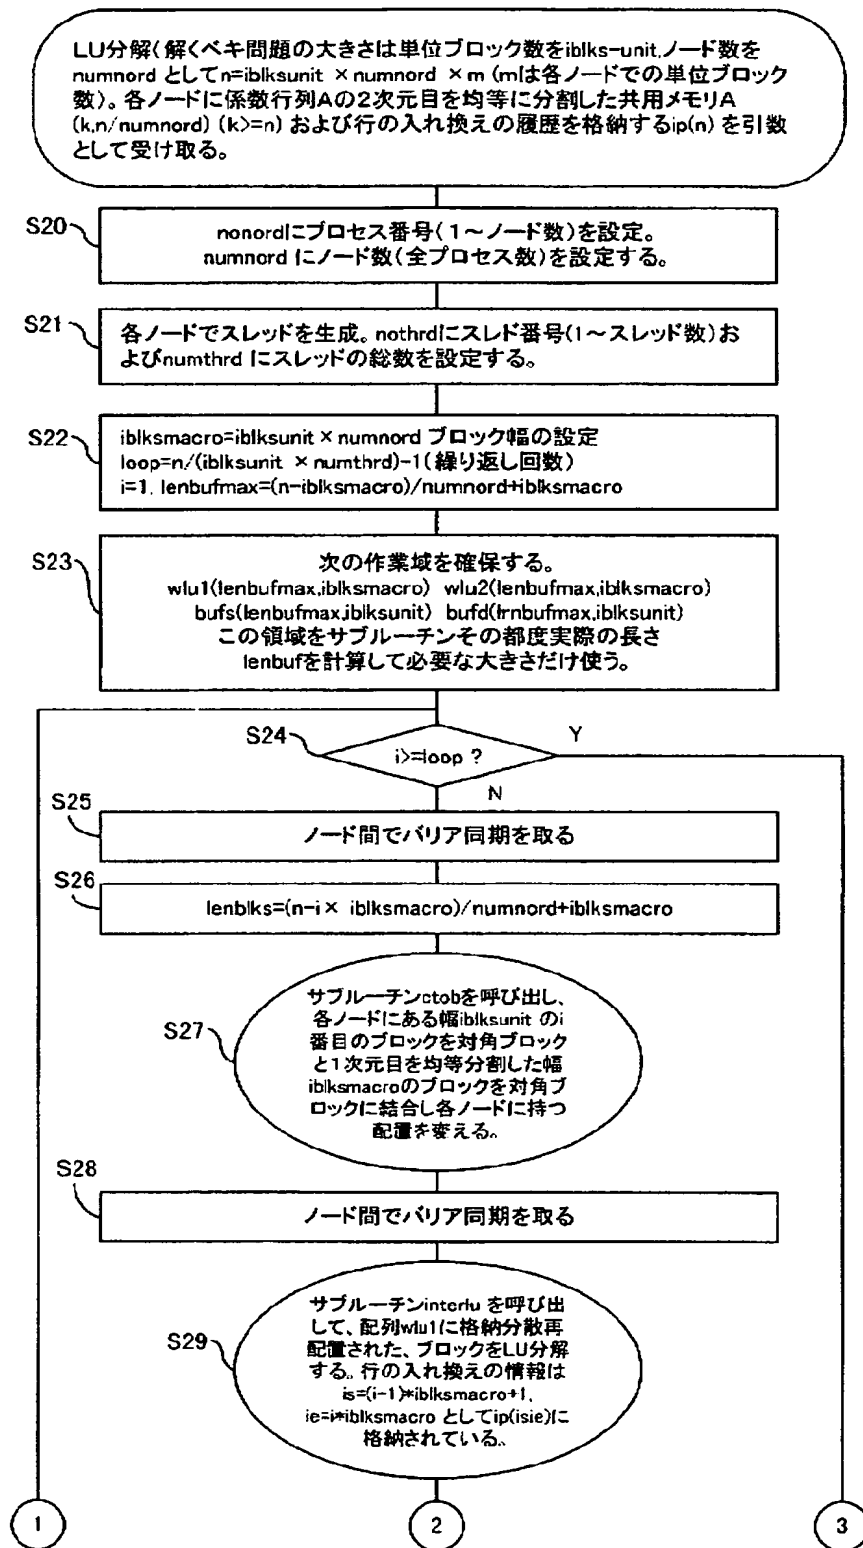 LU分解(解くベキ問題の大きさは単位ブロック数をiblks-unit,ノード数を
numnord としてn=iblksunit × numnord × m (mは各ノードでの単位ブロック
数)。各ノードに係数行列Aの2次元目を均等に分割した共用メモリA
(k,n/numnord) (k>=n) および行の入れ換えの履歴を格納するip(n) を引数
として受け取る。
S20
nonordにプロセス番号(1~ノード数)を設定。
numnord にノード数(全プロセス数)を設定する。
S21
各ノードでスレッドを生成。nothrdにスレド番号(1~スレッド数)お
よびnumthrd にスレッドの総数を設定する。
S22
iblksmacro=iblksunit × numnord ブロック幅の設定
loop=n/(iblksunit × numthrd)-1(繰り返し回数)
i=1, lenbufmax=(n-iblksmacro)/numnord+iblksmacro
S23
次の作業域を確保する。
wlu1(lenbufmax,iblksmacro) wlu2(lenbufmax,iblksmacro)
bufs(lenbufmax,iblksunit) bufd(lrnbufmax,iblksunit)
この領域をサブルーチンその都度実際の長さ
lenbufを計算して必要な大きさだけ使う。
S24
i>=loop ?
Y
N
S25
ノード間でバリア同期を取る
S26
lenblks=(n-i× iblksmacro)/numnord+iblksmacro
S27
サブルーチンctobを呼び出し、
各ノードにある幅iblksunit のi
番目のブロックを対角ブロック
と1次元目を均等分割した幅
iblksmacroのブロックを対角ブ
ロックに結合し各ノードに持つ
配置を変える。
S28
ノード間でバリア同期を取る
S29
サブルーチンinterlu を呼び出
して、配列wlu1に格納分散再
配置された、ブロックをLU分解
する。行の入れ換えの情報は
is=(i-1)*iblksmacro+1,
ie=i*iblksmacro としてip(isie)に
格納されている。
1
2
3